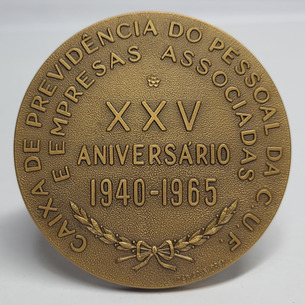 CAIXA DE PREVIDÊNCIA DO PESSOAL DA C.U.F.
E EMPRESAS ASSOCIADAS
XXV
ANIVERSÁRIO
1940-1965